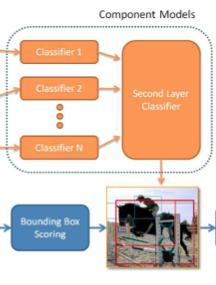 Component Models
Classifier 1
Classifier 2
Classifier N
Second Layer
Classifier
Bounding Box
Scoring